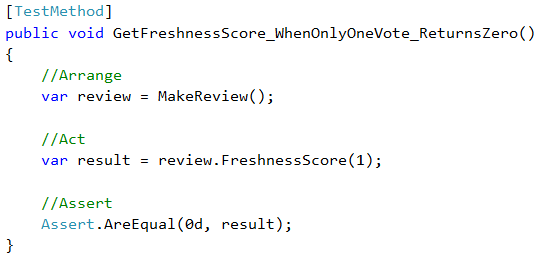 [TestMethod]
public void GetFreshnessScore_WhenOnlyOneVote_ReturnsZero()
{
    //Arrange
    var review = MakeReview();

    //Act
    var result = review.FreshnessScore(1);

    //Assert
    Assert.AreEqual(0d, result);
}